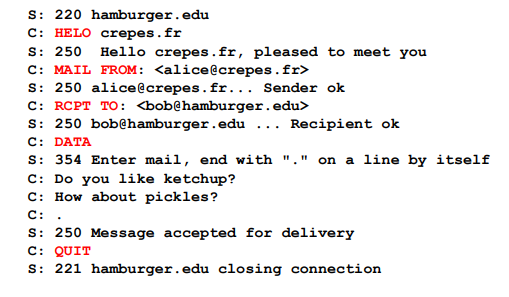 S: 220 hamburger.edu
C: HELO crepes.fr
S: 250  Hello crepes.fr, pleased to meet you
C: MAIL FROM: <alice@crepes.fr>
S: 250 alice@crepes.fr... Sender ok
C: RCPT TO: <bob@hamburger.edu>
S: 250 bob@hamburger.edu ... Recipient ok
C: DATA
S: 354 Enter mail, end with "." on a line by itself
C: Do you like ketchup?
C: How about pickles?
C: .
S: 250 Message accepted for delivery
C: QUIT
S: 221 hamburger.edu closing connection